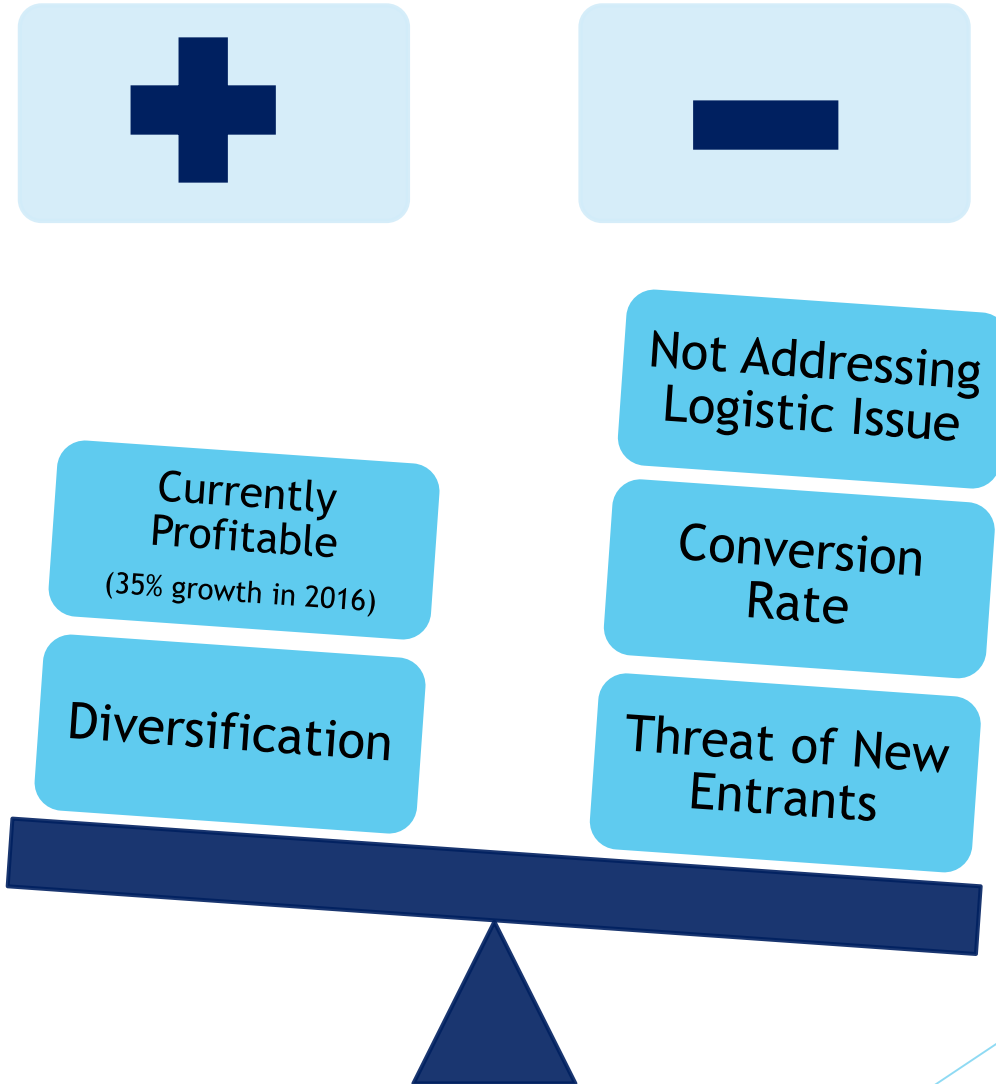 Currently
Profitable
(35% growth in 2016)
Diversification
Not Addressing
Logistic Issue
Conversion
Rate
Threat of New
Entrants